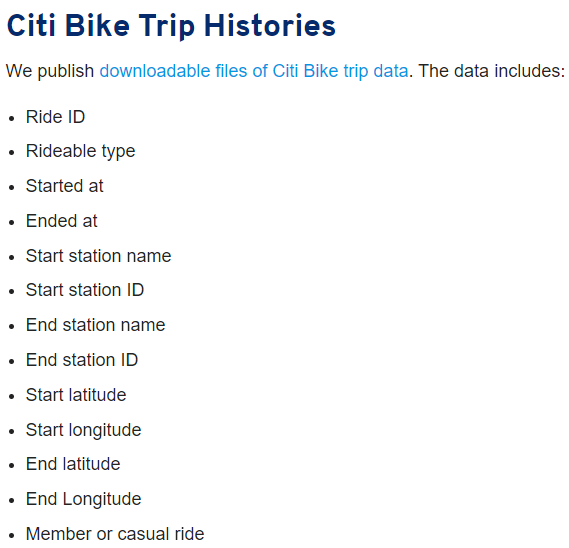 Citi Bike Trip Histories
We publish downloadable files of Citi Bike trip data. The data includes:
• Ride ID
• Rideable type
• Started at
• Ended at
• Start station name
• Start station ID
• End station name
• End station ID
• Start latitude
• Start longitude
• End latitude
• End Longitude
• Member or casual ride